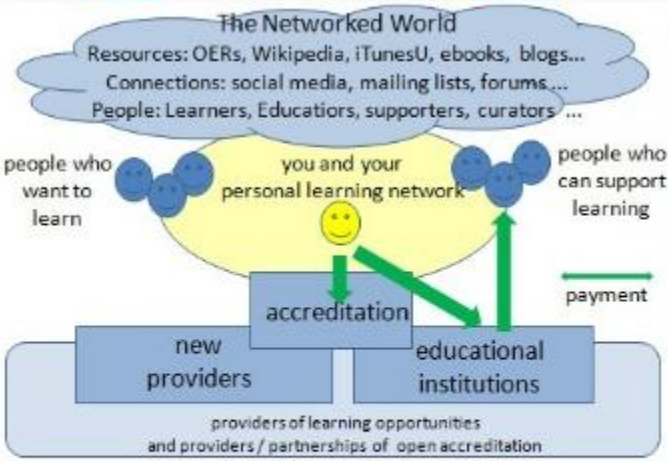 The Networked World
Resources: OERs, Wikipedia, iTunesU, ebooks, blogs...
Connections: social media, mailing lists, forums ...
People: Learners, Educatiors, supporters, curators ...
people who
want to
learn
you and your
personal learning network
people who
can support
learning
payment
accreditation
new
providers
educational
institutions
providers of learning opportunities
and providers / partnerships of open accreditation